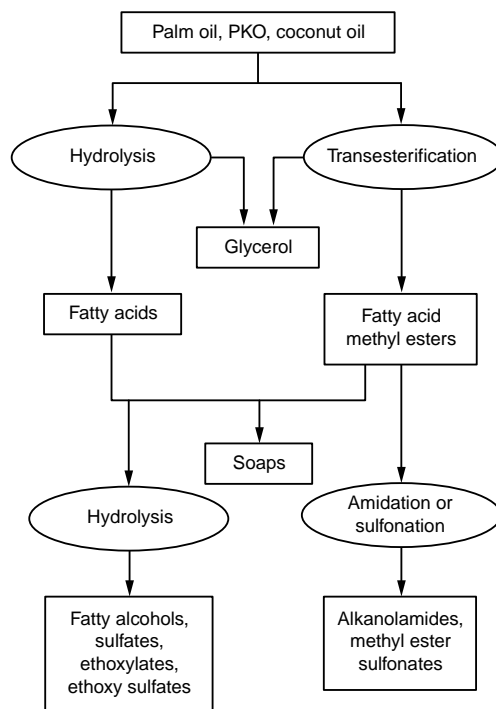 Palm oil, PKO, coconut oil
Hydrolysis
Transesterification
Glycerol
Fatty acids
Fatty acid
methyl esters
Soaps
Hydrolysis
Amidation or
sulfonation
Fatty alcohols,
sulfates,
ethoxylates,
ethoxy sulfates
Alkanolamides,
methyl ester
sulfonates